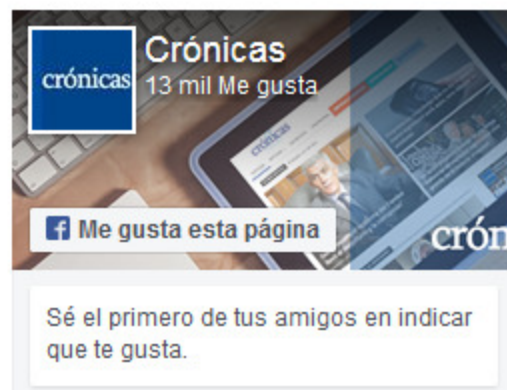 Crónicas
crónicas
13 mil Me gusta
crónicas
Me gusta esta página
crón
Sé el primero de tus amigos en indicar
que te gusta.